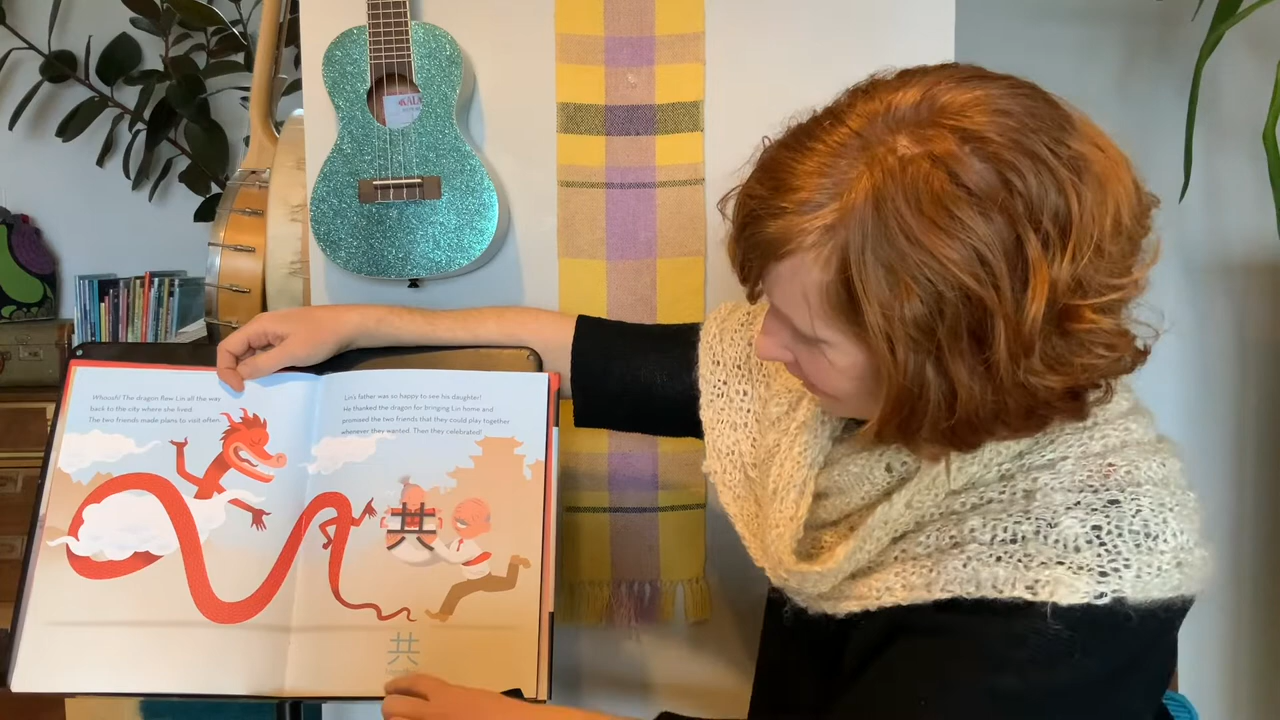 KALA
Whoosh! The dragon flew Lin all the way
back to the city where she lived.
The two friends made plans to visit often.
Lin's father was so happy to see his daughter!
He thanked the dragon for bringing Lin home and
promised the two friends that they could play together
whenever they wanted. Then they celebrated!
共
共